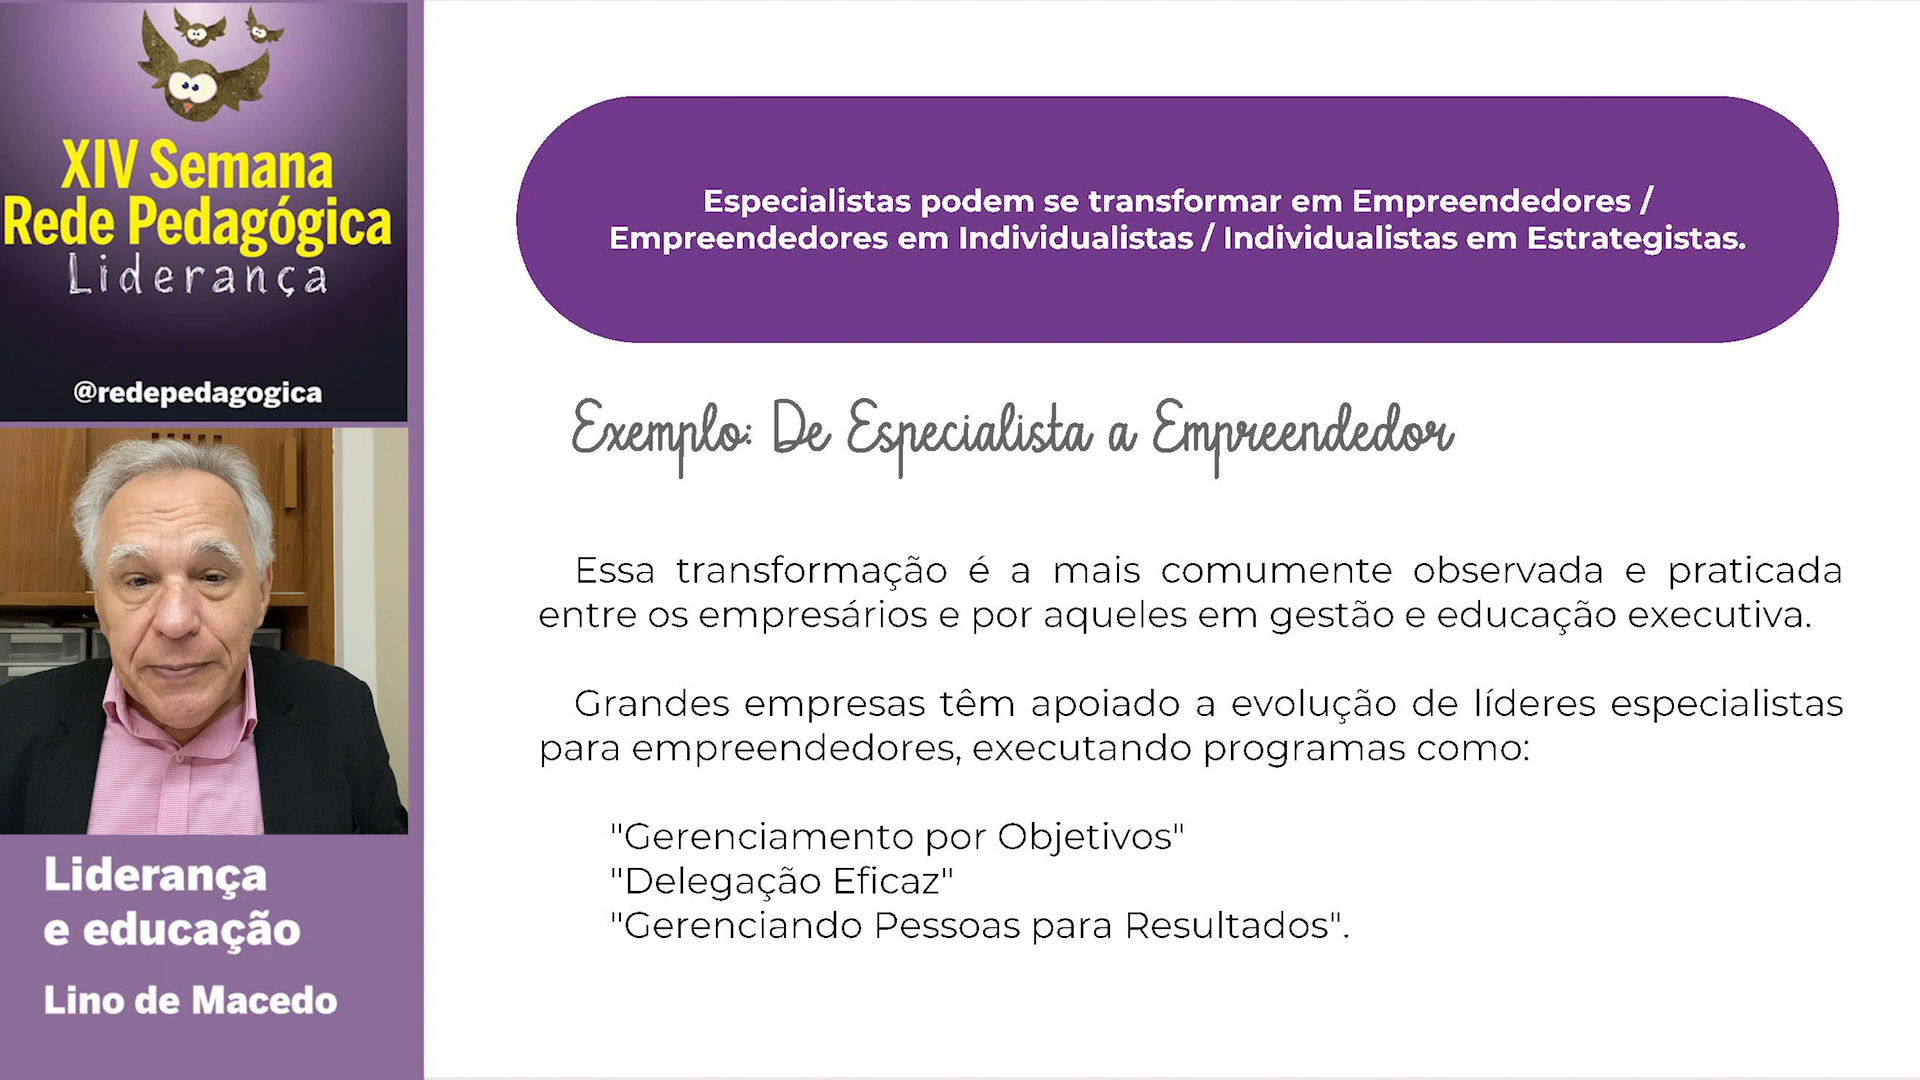 XIV Semana
Rede Pedagógica
Liderança
@redepedagogica
Liderança
e educação
Lino de Macedo
Especialistas podem se transformar em Empreendedores /
Empreendedores em Individualistas / Individualistas em Estrategistas.
Exemplo: De Especialista a Empreendedor
Essa transformação é a mais comumente observada e praticada
entre os empresários e por aqueles em gestão e educação executiva.
Grandes empresas têm apoiado a evolução de líderes especialistas
para empreendedores, executando programas como:
"Gerenciamento por Objetivos"
"Delegação Eficaz"
"Gerenciando Pessoas para Resultados".